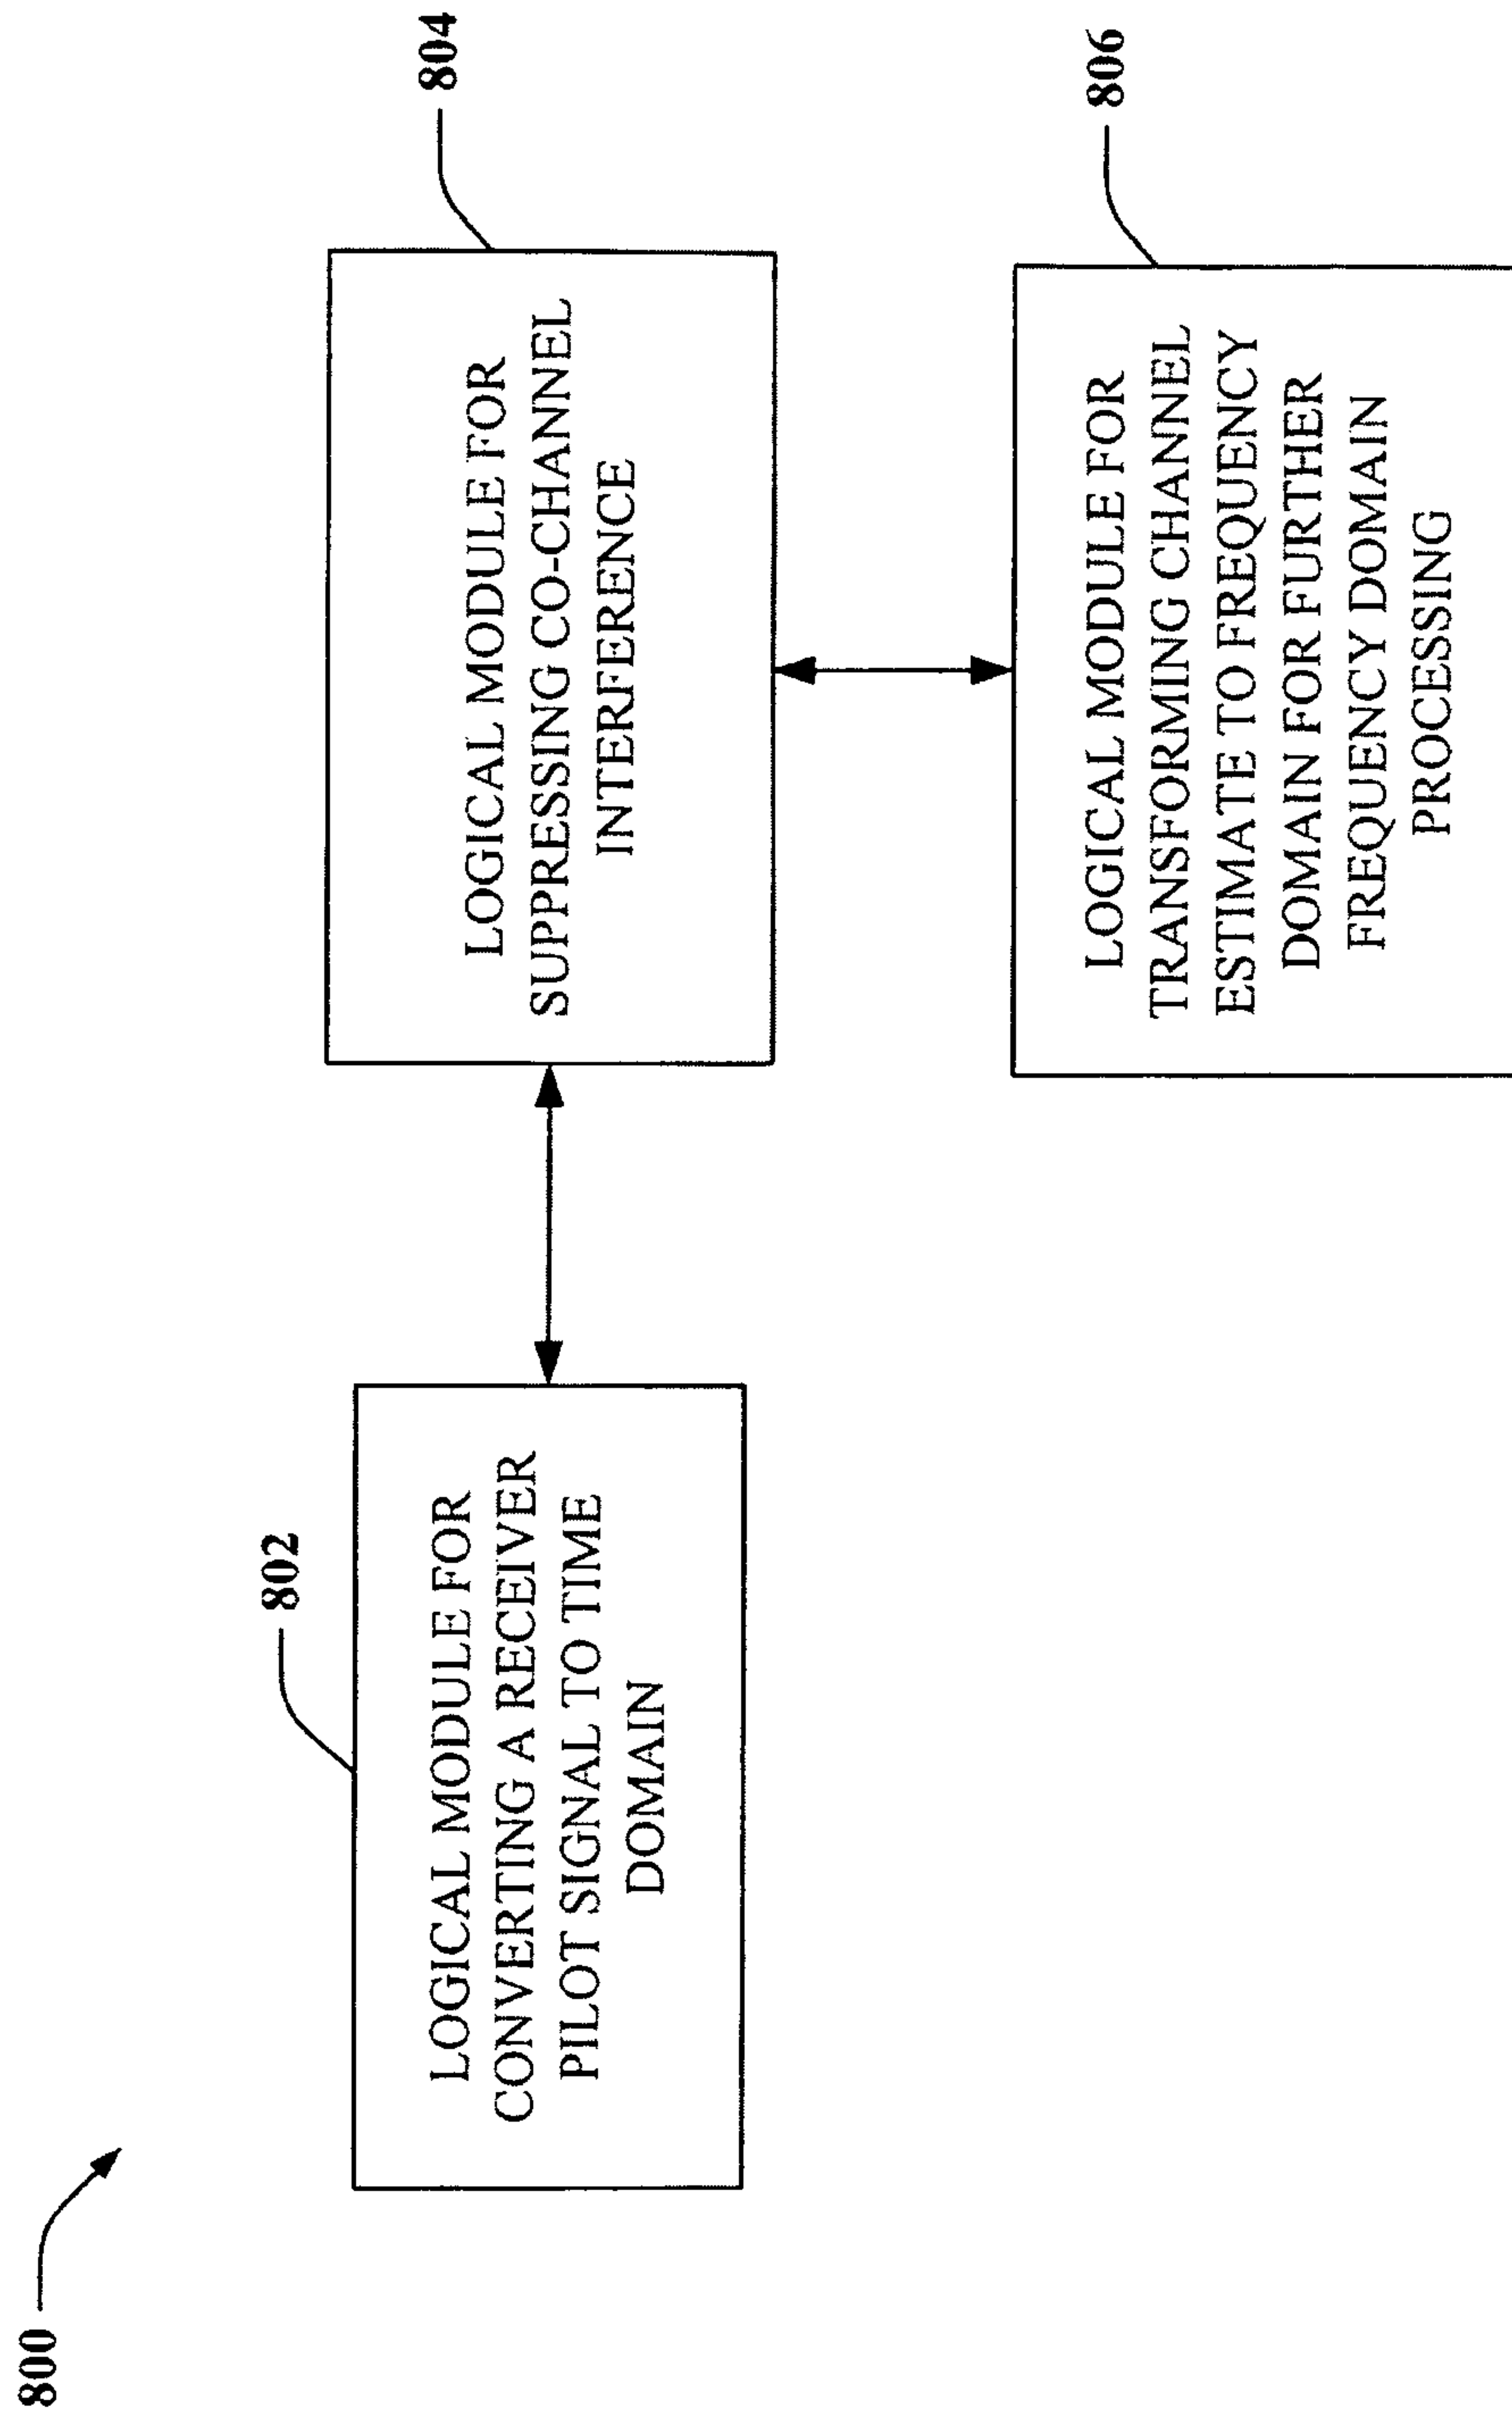 800
802
LOGICAL MODULE FOR
CONVERTING A RECEIVER
PILOT SIGNAL TO TIME
DOMAIN
804
LOGICAL MODULE FOR
SUPPRESSING CO-CHANNEL
INTERFERENCE
806
LOGICAL MODULE FOR
TRANSFORMING CHANNEL
ESTIMATE TO FREQUENCY
DOMAIN FOR FURTHER
FREQUENCY DOMAIN
PROCESSING